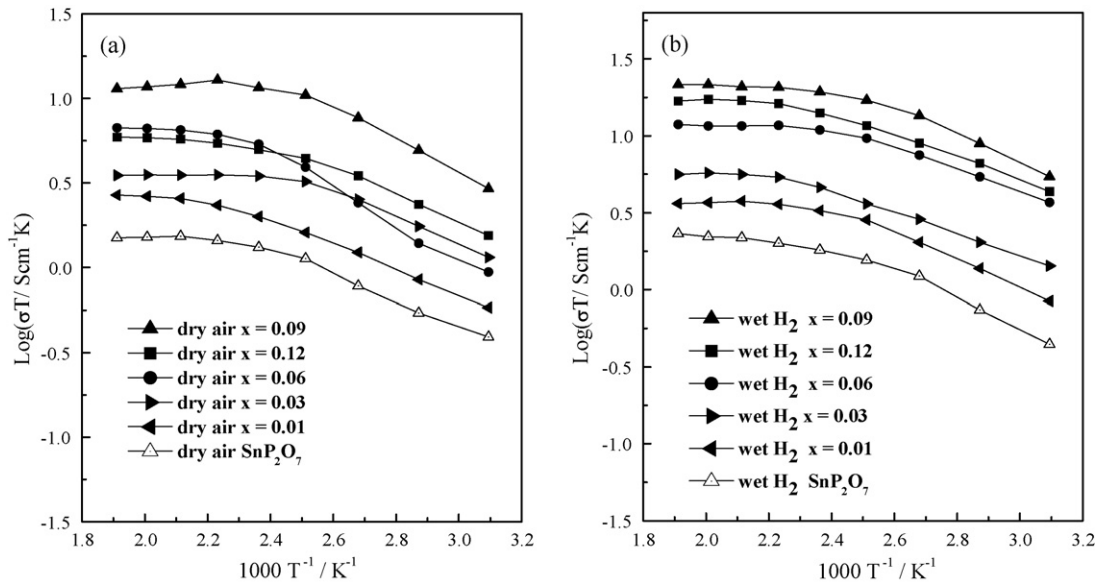 (a)
1.5
1.0
0.5
0.0
-0.5
-1.0
-1.5
Log(σT/ Scm⁻¹K)
dry air x = 0.09
dry air x = 0.12
dry air x = 0.06
dry air x = 0.03
dry air x = 0.01
dry air SnP₂O₇
1.8 2.0 2.2 2.4 2.6 2.8 3.0 3.2
1000 T⁻¹ / K⁻¹
(b)
1.5
1.0
0.5
0.0
-0.5
-1.0
-1.5
Log(σT/ Scm⁻¹K)
wet H₂ x = 0.09
wet H₂ x = 0.12
wet H₂ x = 0.06
wet H₂ x = 0.03
wet H₂ x = 0.01
wet H₂ SnP₂O₇
1.8 2.0 2.2 2.4 2.6 2.8 3.0 3.2
1000 T⁻¹ / K⁻¹